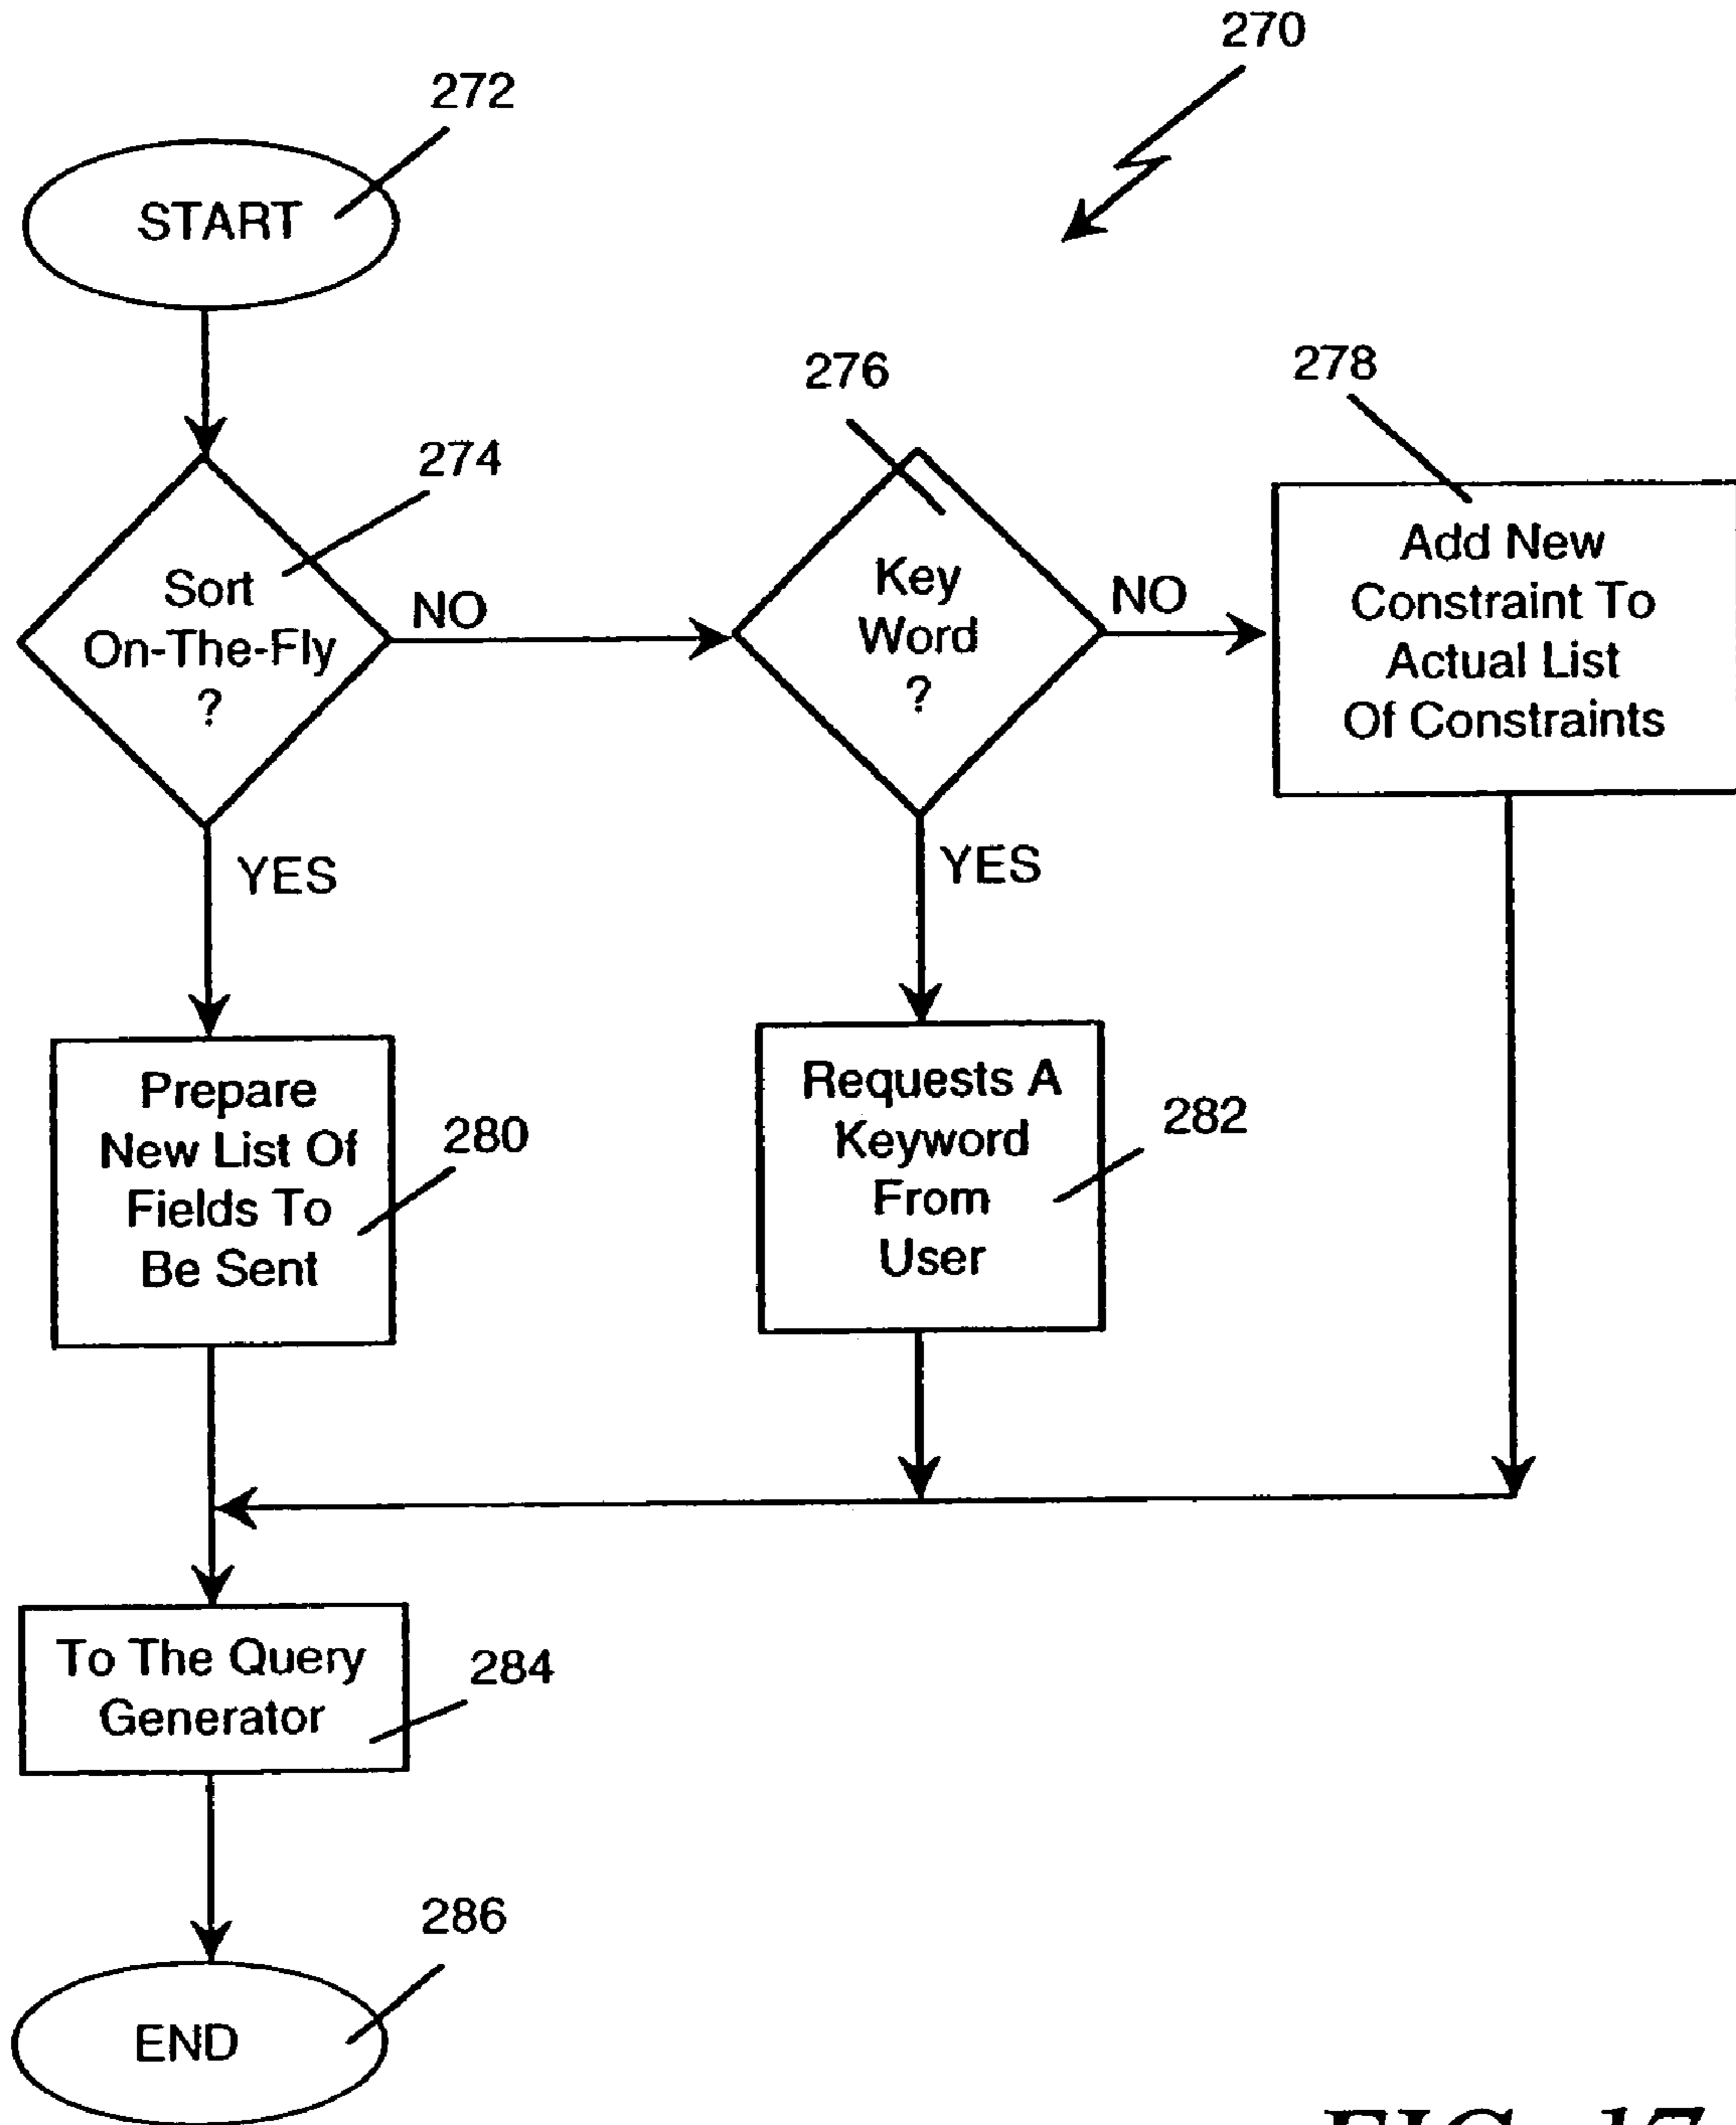 270
272
START
274
276
278
Sort
On-The-Fly
?
NO
Key
Word
?
NO
Add New
Constraint To
Actual List
Of Constraints
YES
YES
Prepare
New List Of
Fields To
Be Sent
280
Requests A
Keyword
From
User
282
To The Query
Generator
284
286
END
FIG. 17